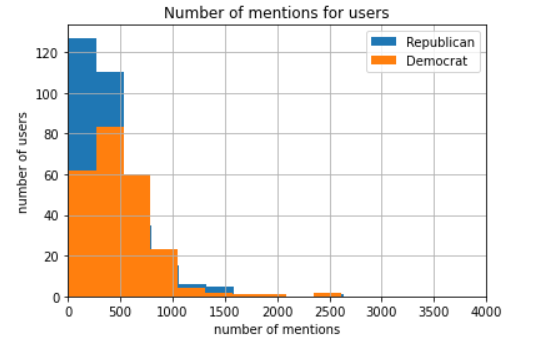 Number of mentions for users
Republican
Democrat
number of users
120
100
80
60
40
20
0
0 500 1000 1500 2000 2500 3000 3500 4000
number of mentions